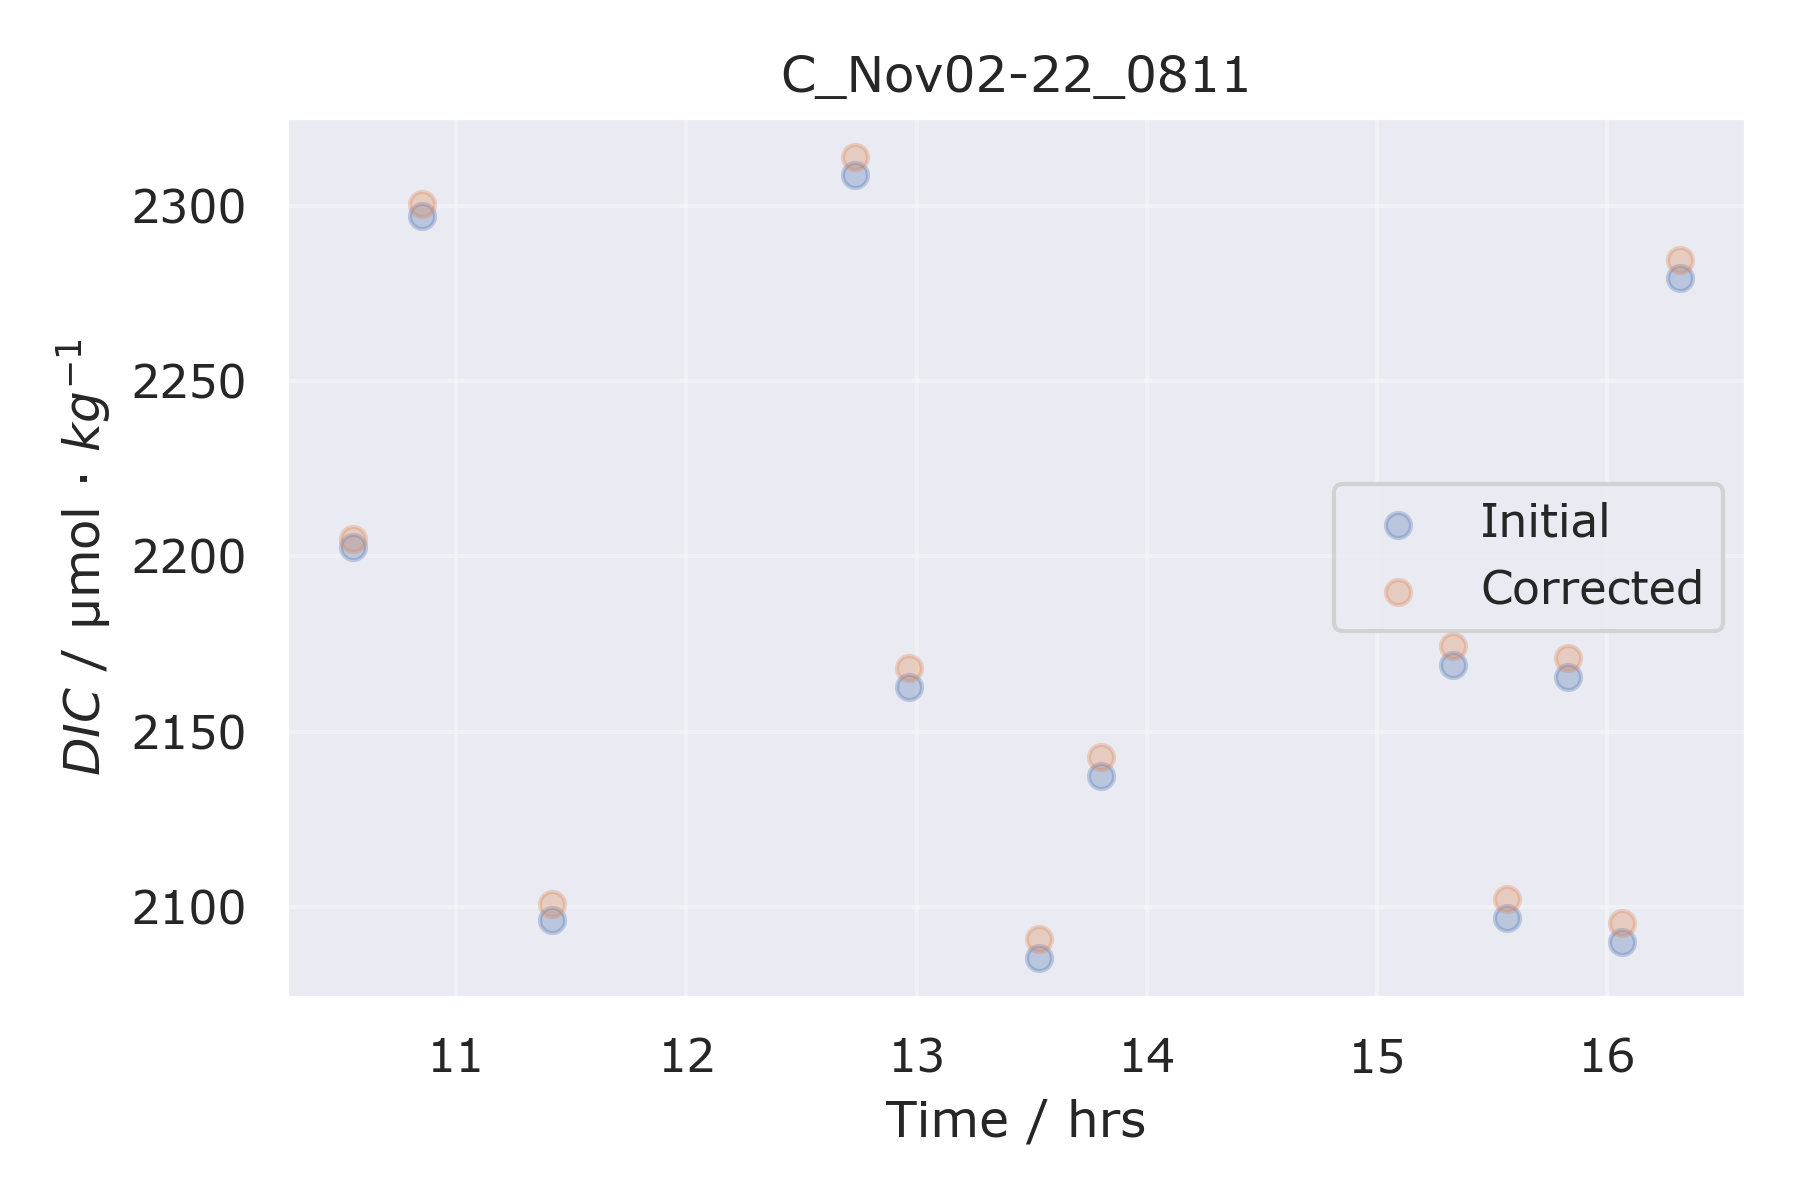 C_Nov02-22_0811
DIC / µmol · kg⁻¹
2300
2250
2200
2150
2100
Initial
Corrected
11 12 13 14 15 16
Time / hrs